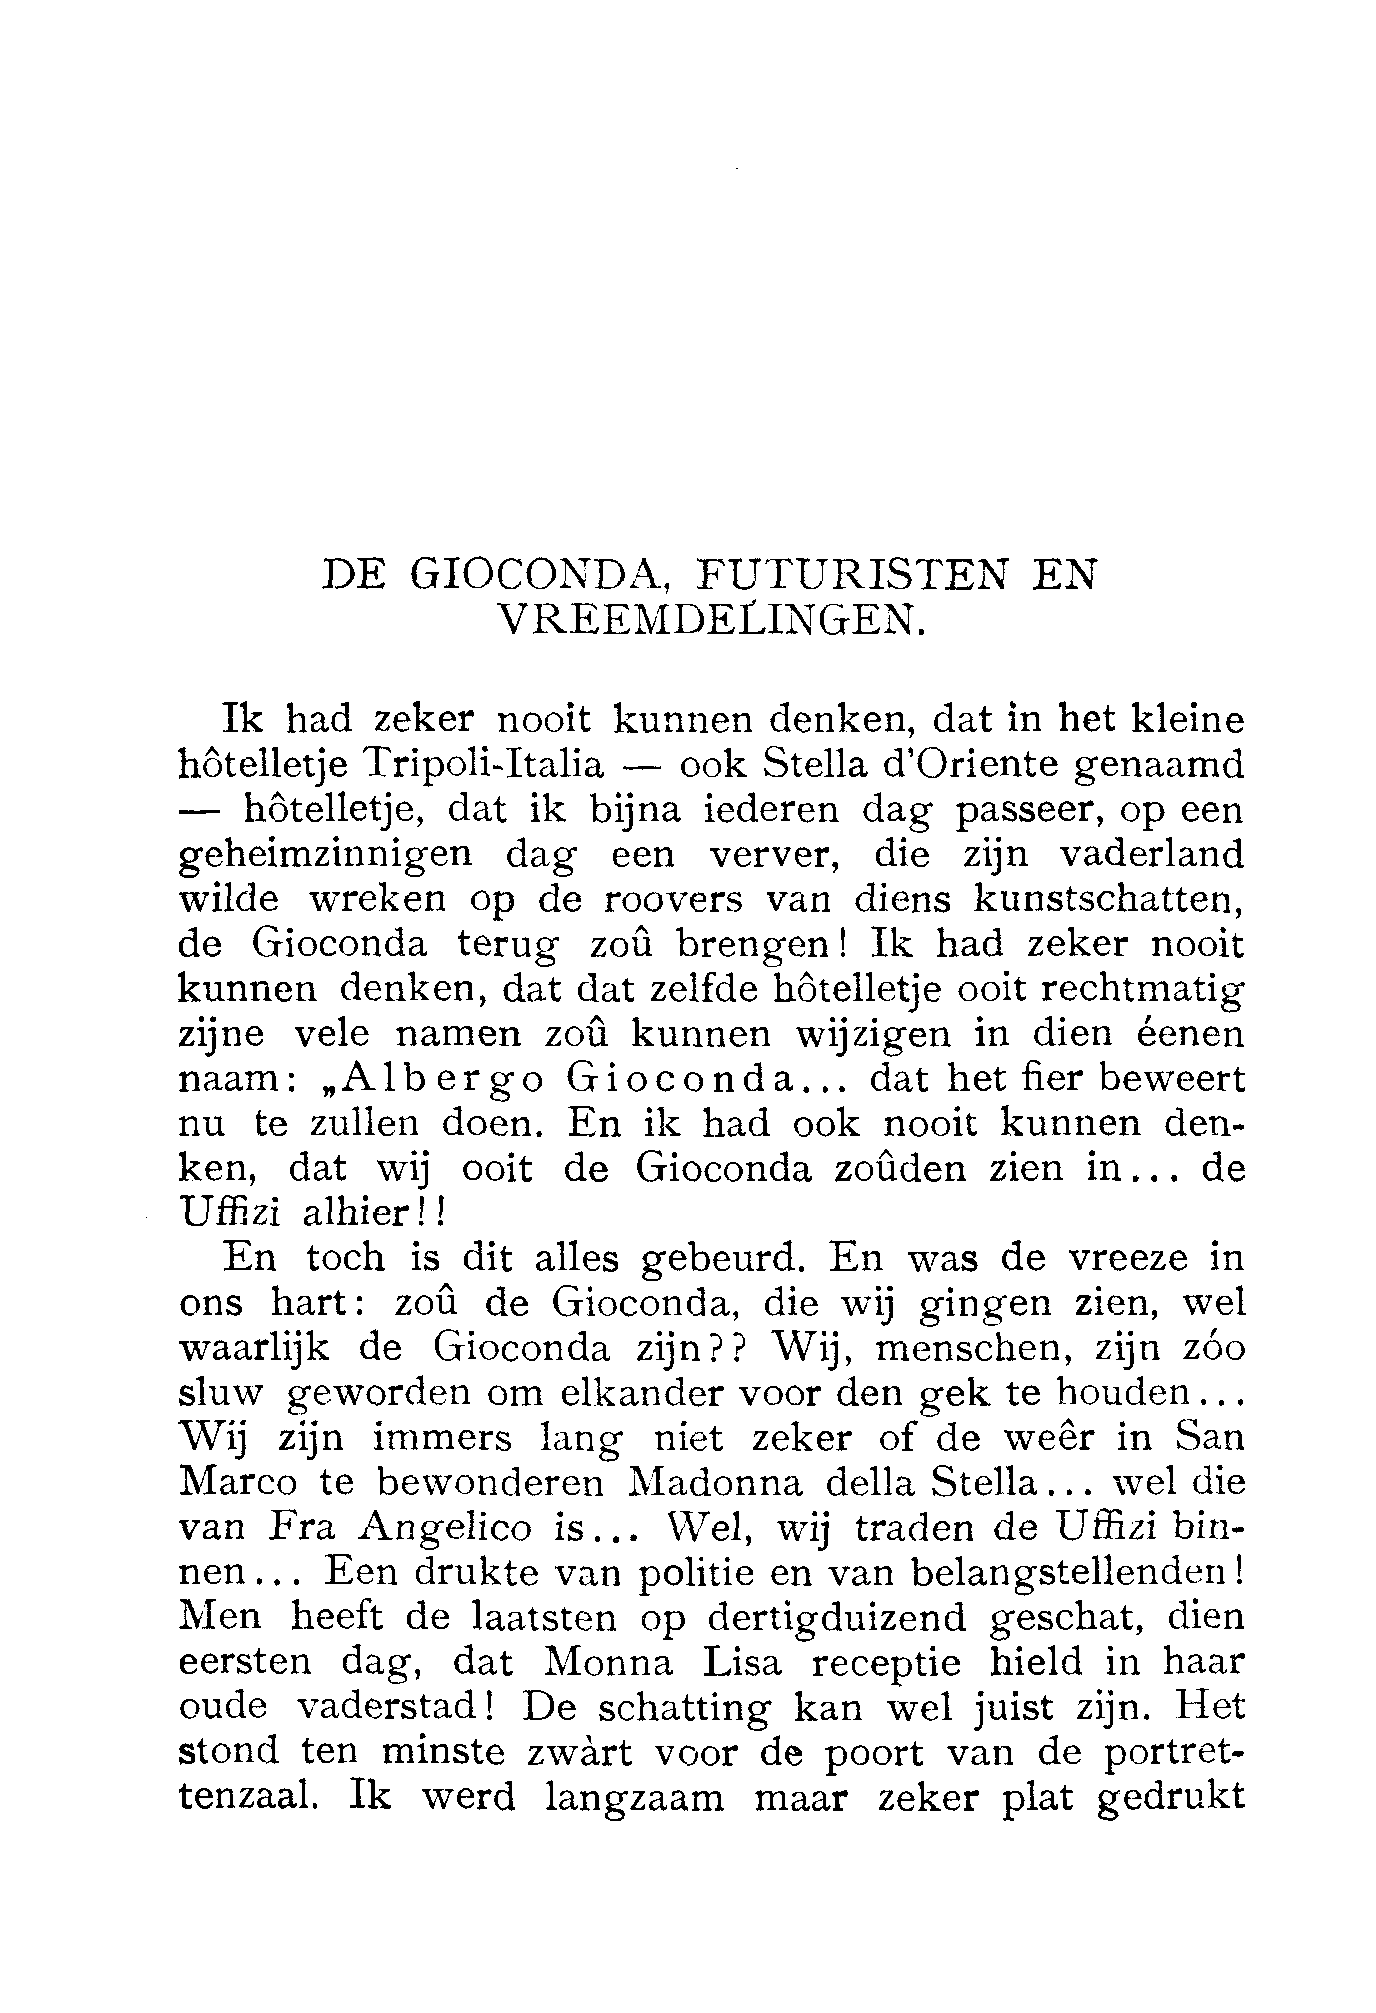 DE GIOCONDA, FUTURISTEN EN
VREEMDELINGEN.
Ik had zeker nooit kunnen denken, dat in het kleine
hôtelletje Tripoli-Italia — ook Stella d'Oriente genaamd
— hôtelletje, dat ik bijna iederen dag passeer, op een
geheimzinnigen dag een verver, die zijn vaderland
wilde wreken op de roovers van diens kunstschatten,
de Gioconda terug zoû brengen! Ik had zeker nooit
kunnen denken, dat dat zelfde hôtelletje ooit rechtmatig
zijne vele namen zoû kunnen wijzigen in dien éenen
naam: „Albergo Gioconda... dat het fier beweert
nu te zullen doen. En ik had ook nooit kunnen den-
ken, dat wij ooit de Gioconda zoûden zien in... de
Uffizi alhier!!
En toch is dit alles gebeurd. En was de vreeze in
ons hart: zoû de Gioconda, die wij gingen zien, wel
waarlijk de Gioconda zijn?? Wij, menschen, zijn zóo
sluw geworden om elkander voor den gek te houden...
Wij zijn immers lang niet zeker of de weêr in San
Marco te bewonderen Madonna della Stella... wel die
van Fra Angelico is... Wel, wij traden de Uffizi bin-
nen... Een drukte van politie en van belangstellenden!
Men heeft de laatsten op dertigduizend geschat, dien
eersten dag, dat Monna Lisa receptie hield in haar
oude vaderstad! De schatting kan wel juist zijn. Het
stond ten minste zwàrt voor de poort van de portret-
tenzaal. Ik werd langzaam maar zeker plat gedrukt